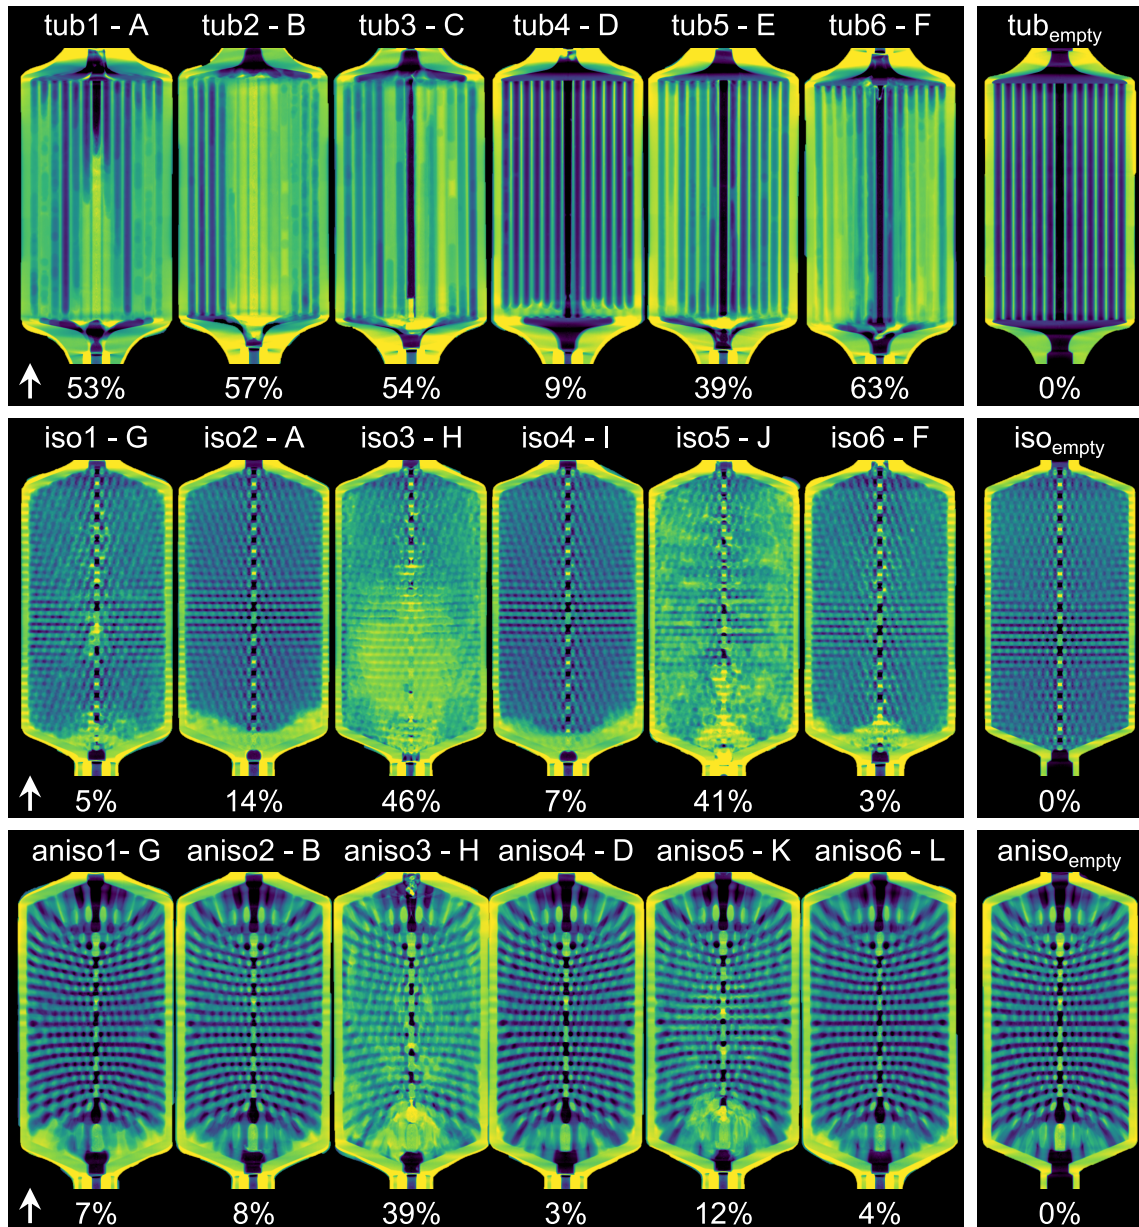 tub1 - A tub2 - B tub3 - C tub4 - D tub5 - E tub6 - F tubempty
53% 57% 54% 9% 39% 63% 0%
iso1 - G iso2 - A iso3 - H iso4 - I iso5 - J iso6 - F isoempty
5% 14% 46% 7% 41% 3% 0%
aniso1- G aniso2 - B aniso3 - H aniso4 - D aniso5 - K aniso6 - L anisoempty
7% 8% 39% 3% 12% 4% 0%